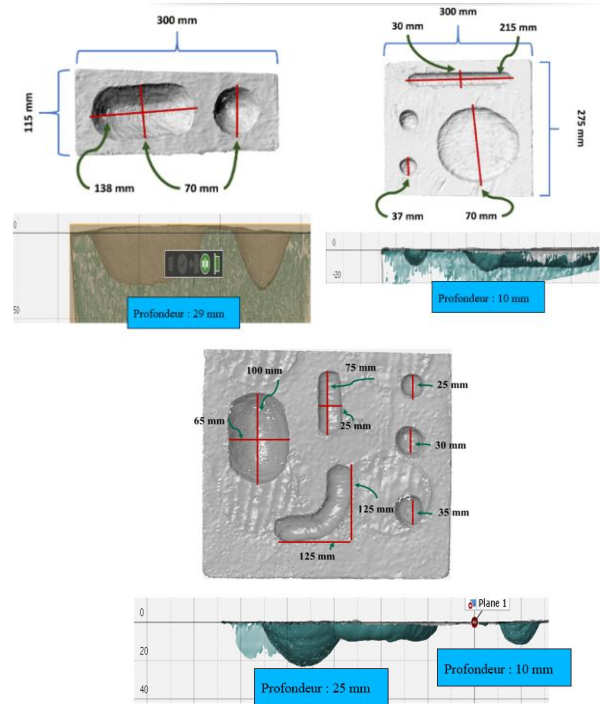 300 mm
115 mm
138 mm
70 mm
0
50
Profondeur : 29 mm
300 mm
30 mm
215 mm
275 mm
37 mm
70 mm
0
-20
Profondeur : 10 mm
100 mm
75 mm
25 mm
65 mm
25 mm
30 mm
125 mm
35 mm
125 mm
Plane 1
0
20
40
Profondeur : 25 mm
Profondeur : 10 mm